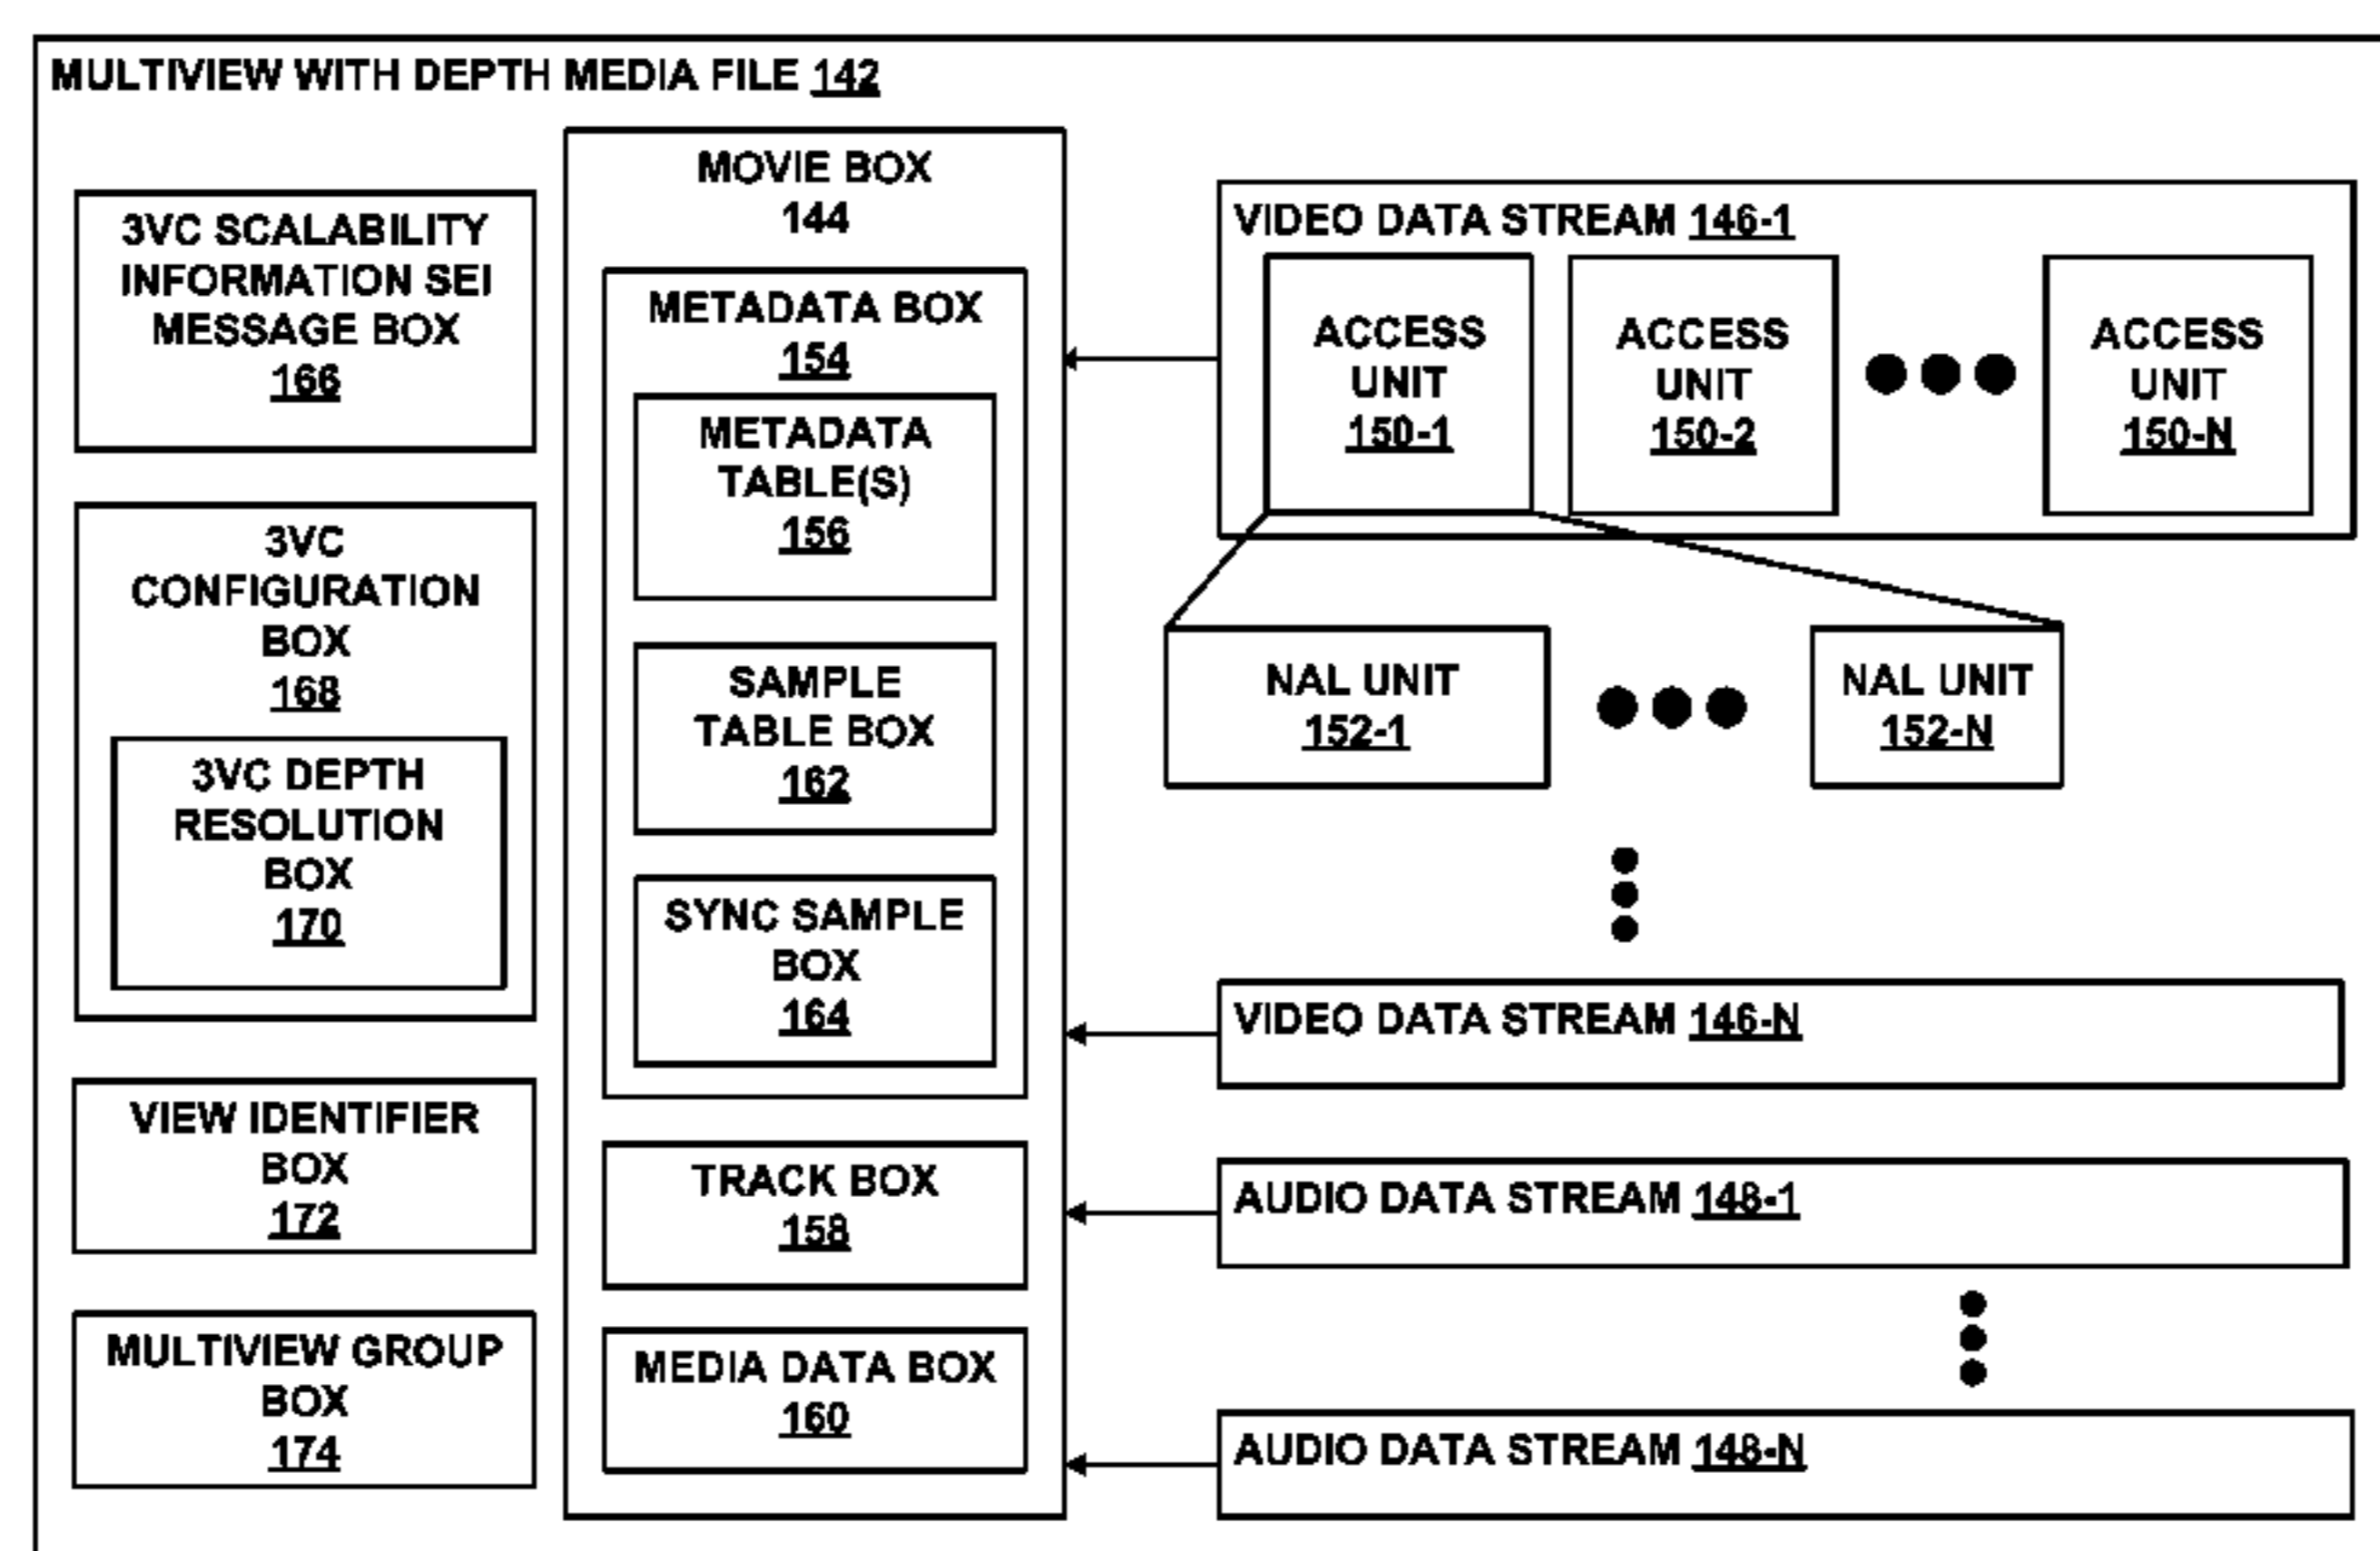 MULTIVIEW WITH DEPTH MEDIA FILE 142
3VC SCALABILITY
INFORMATION SEI
MESSAGE BOX
166
3VC
CONFIGURATION
BOX
168
3VC DEPTH
RESOLUTION
BOX
170
VIEW IDENTIFIER
BOX
172
MULTIVIEW GROUP
BOX
174
MOVIE BOX
144
METADATA BOX
154
METADATA
TABLE(S)
156
SAMPLE
TABLE BOX
162
SYNC SAMPLE
BOX
164
TRACK BOX
158
MEDIA DATA BOX
160
VIDEO DATA STREAM 146-1
ACCESS
UNIT
150-1
ACCESS
UNIT
150-2
ACCESS
UNIT
150-N
NAL UNIT
152-1
NAL UNIT
152-N
VIDEO DATA STREAM 146-N
AUDIO DATA STREAM 148-1
AUDIO DATA STREAM 148-N